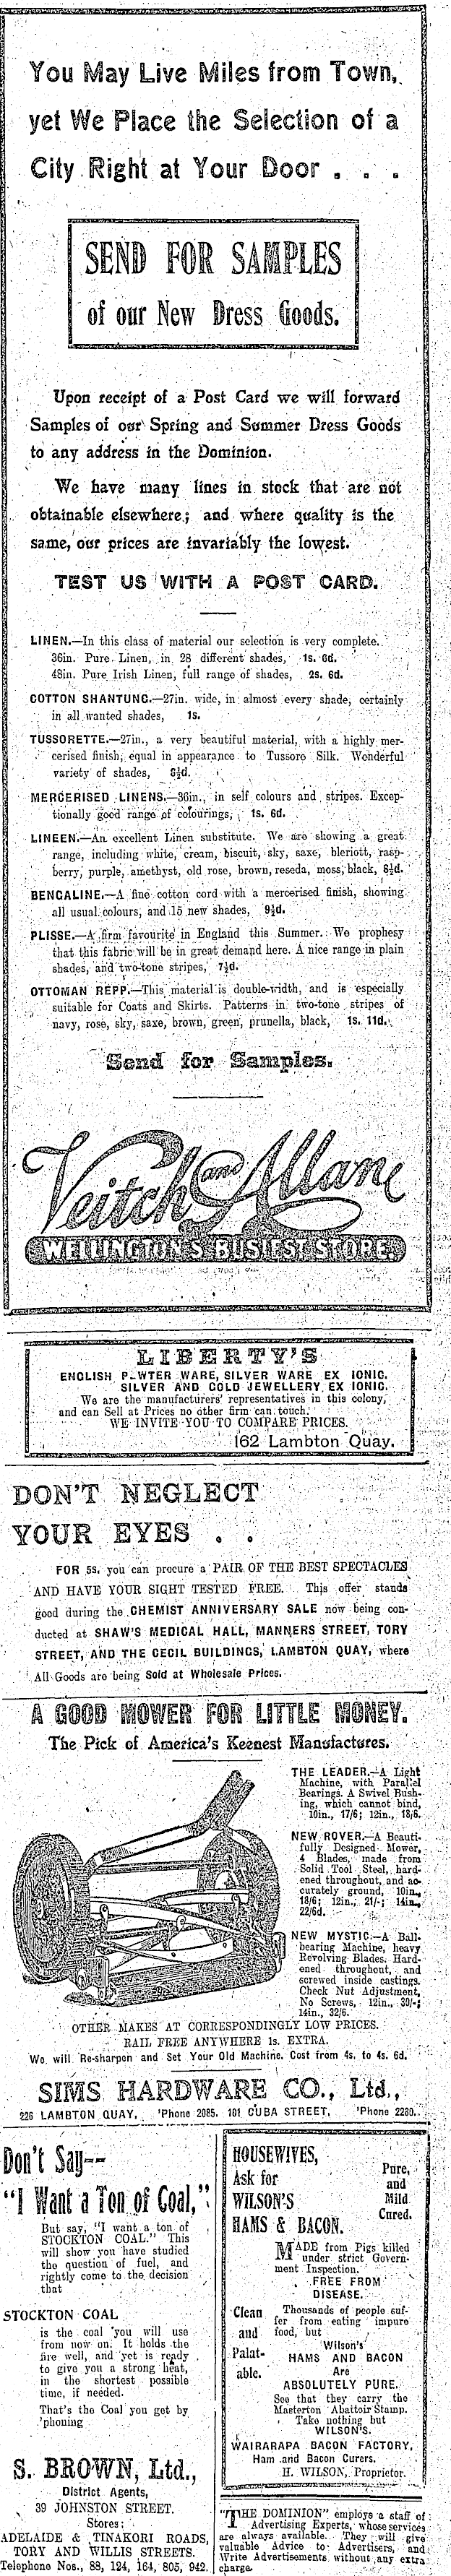 You May Live Miles from Town,
yet We Place the Selection of a
City Right at Your Door . . .
SEND FOR SAMPLES
of our New Dress Goods.
Upon receipt of a Post Card we will forward
Samples of our Spring and Summer Dress Goods
to any address in the Dominion.
We have many lines in stock that are not
obtainable elsewhere; and where quality is the
same, our prices are invariably the lowest.
TEST US WITH A POST CARD.
LINEN.—In this class of material our selection is very complete.
36in. Pure Linen, in 28 different shades, 1s. 6d.
48in. Pure Irish Linen, full range of shades, 2s. 6d.
COTTON SHANTUNG.—27in. wide, in almost every shade, certainly
in all wanted shades, 1s.
TUSSORETTE.—27in., a very beautiful material, with a highly mer-
cerised finish, equal in appearance to Tussore Silk. Wonderful
variety of shades,
MERCERISED LINENS.—36in., in self colours and stripes. Excep-
tionally good range of colourings, 1s. 6d.
LINEEN.—An excellent Linen substitute. We are showing a great
range, including white, cream, biscuit, sky, saxe, bleriott, rasp-
berry, purple, amethyst, old rose, brown, reseda, moss, black, 8½d.
BENGALINE.—A fine cotton cord with a mercerised finish, showing
all usual colours, and 15 new shades, 9½d.
PLISSE.—A firm favourite in England this Summer. We prophesy
that this fabric will be in great demand here. A nice range in plain
shades, and two-tone stripes, 7½d.
OTTOMAN REPP.—This material is double-width, and is especially
suitable for Coats and Skirts. Patterns in two-tone stripes of
navy, rose, sky, saxe, brown, green, prunella, black, 1s. 11d.
Send for Samples.
Veitch and Allan
WELLINGTON'S BUSIEST STORE.
LIBERTY'S
ENGLISH PEWTER WARE, SILVER WARE EX IONIC.
SILVER AND GOLD JEWELLERY EX IONIC.
We are the manufacturers' representatives in this colony,
and can Sell at Prices no other firm can touch.
WE INVITE YOU TO COMPARE PRICES.
162 Lambton Quay.
DON'T NEGLECT
YOUR EYES . .
FOR 5s. you can procure a PAIR OF THE BEST SPECTACLES
AND HAVE YOUR SIGHT TESTED FREE. This offer stands
good during the CHEMIST ANNIVERSARY SALE now being con-
ducted at SHAW'S MEDICAL HALL, MANNERS STREET, TORY
STREET, AND THE CECIL BUILDINGS, LAMBTON QUAY, where
All Goods are being Sold at Wholesale Prices.
A GOOD MOWER FOR LITTLE MONEY.
The Pick of America's Keenest Manufactures.
THE LEADER.—A Light
Machine, with Parallel
Bearings. A Swivel Bush-
ing, which cannot bind,
10in., 17/6; 12in., 18/6.
NEW ROVER.—A Beauti-
fully Designed Mower,
4 Blades, made from
Solid Tool Steel, hard-
ened throughout, and ac-
curately ground, 10in.,
18/6; 12in., 21/-; 14in.,
22/6d.
NEW MYSTIC.—A Ball-
bearing Machine, heavy
Revolving Blades. Hard-
ened throughout, and
screwed inside castings.
Check Nut Adjustment,
No Screws, 12in., 30/-;
14in., 32/6.
OTHER MAKES AT CORRESPONDINGLY LOW PRICES.
RAIL FREE ANYWHERE 1s. EXTRA.
We will Re-sharpen and Set Your Old Machine. Cost from 4s. to 4s. 6d.
SIMS HARDWARE CO., Ltd.,
226 LAMBTON QUAY, 'Phone 2085. 101 CUBA STREET, 'Phone 2280.
Don't Say--
"I Want a Ton of Coal,"
But say, "I want a ton of
STOCKTON COAL." This
will show you have studied
the question of fuel, and
rightly come to the decision
that
STOCKTON COAL
is the coal you will use
from now on. It holds the
fire well, and yet is ready
to give you a strong heat,
in the shortest possible
time, if needed.
That's the Coal you get by
'phoning
S. BROWN, Ltd.,
District Agents,
39 JOHNSTON STREET.
Stores:
ADELAIDE & TINAKORI ROADS,
TORY AND WILLIS STREETS.
Telephone Nos., 88, 124, 164, 805, 942.
HOUSEWIVES,
Ask for
WILSON'S
HAMS & BACON.
Pure,
and
Mild
Cured.
MADE from Pigs killed
under strict Govern-
ment Inspection.
FREE FROM
DISEASE.
Clean
and
Palat-
able.
Thousands of people suf-
fer from eating impure
food, but
Wilson's
HAMS AND BACON
Are
ABSOLUTELY PURE.
See that they carry the
Masterton Abattoir Stamp.
Take nothing but
WILSON'S.
WAIRARAPA BACON FACTORY,
Ham and Bacon Curers.
H. WILSON, Proprietor.
"THE DOMINION" employs a staff of
Advertising Experts, whose services
are always available. They will give
valuable Advice to Advertisers, and
Write Advertisements without any extra
charge.